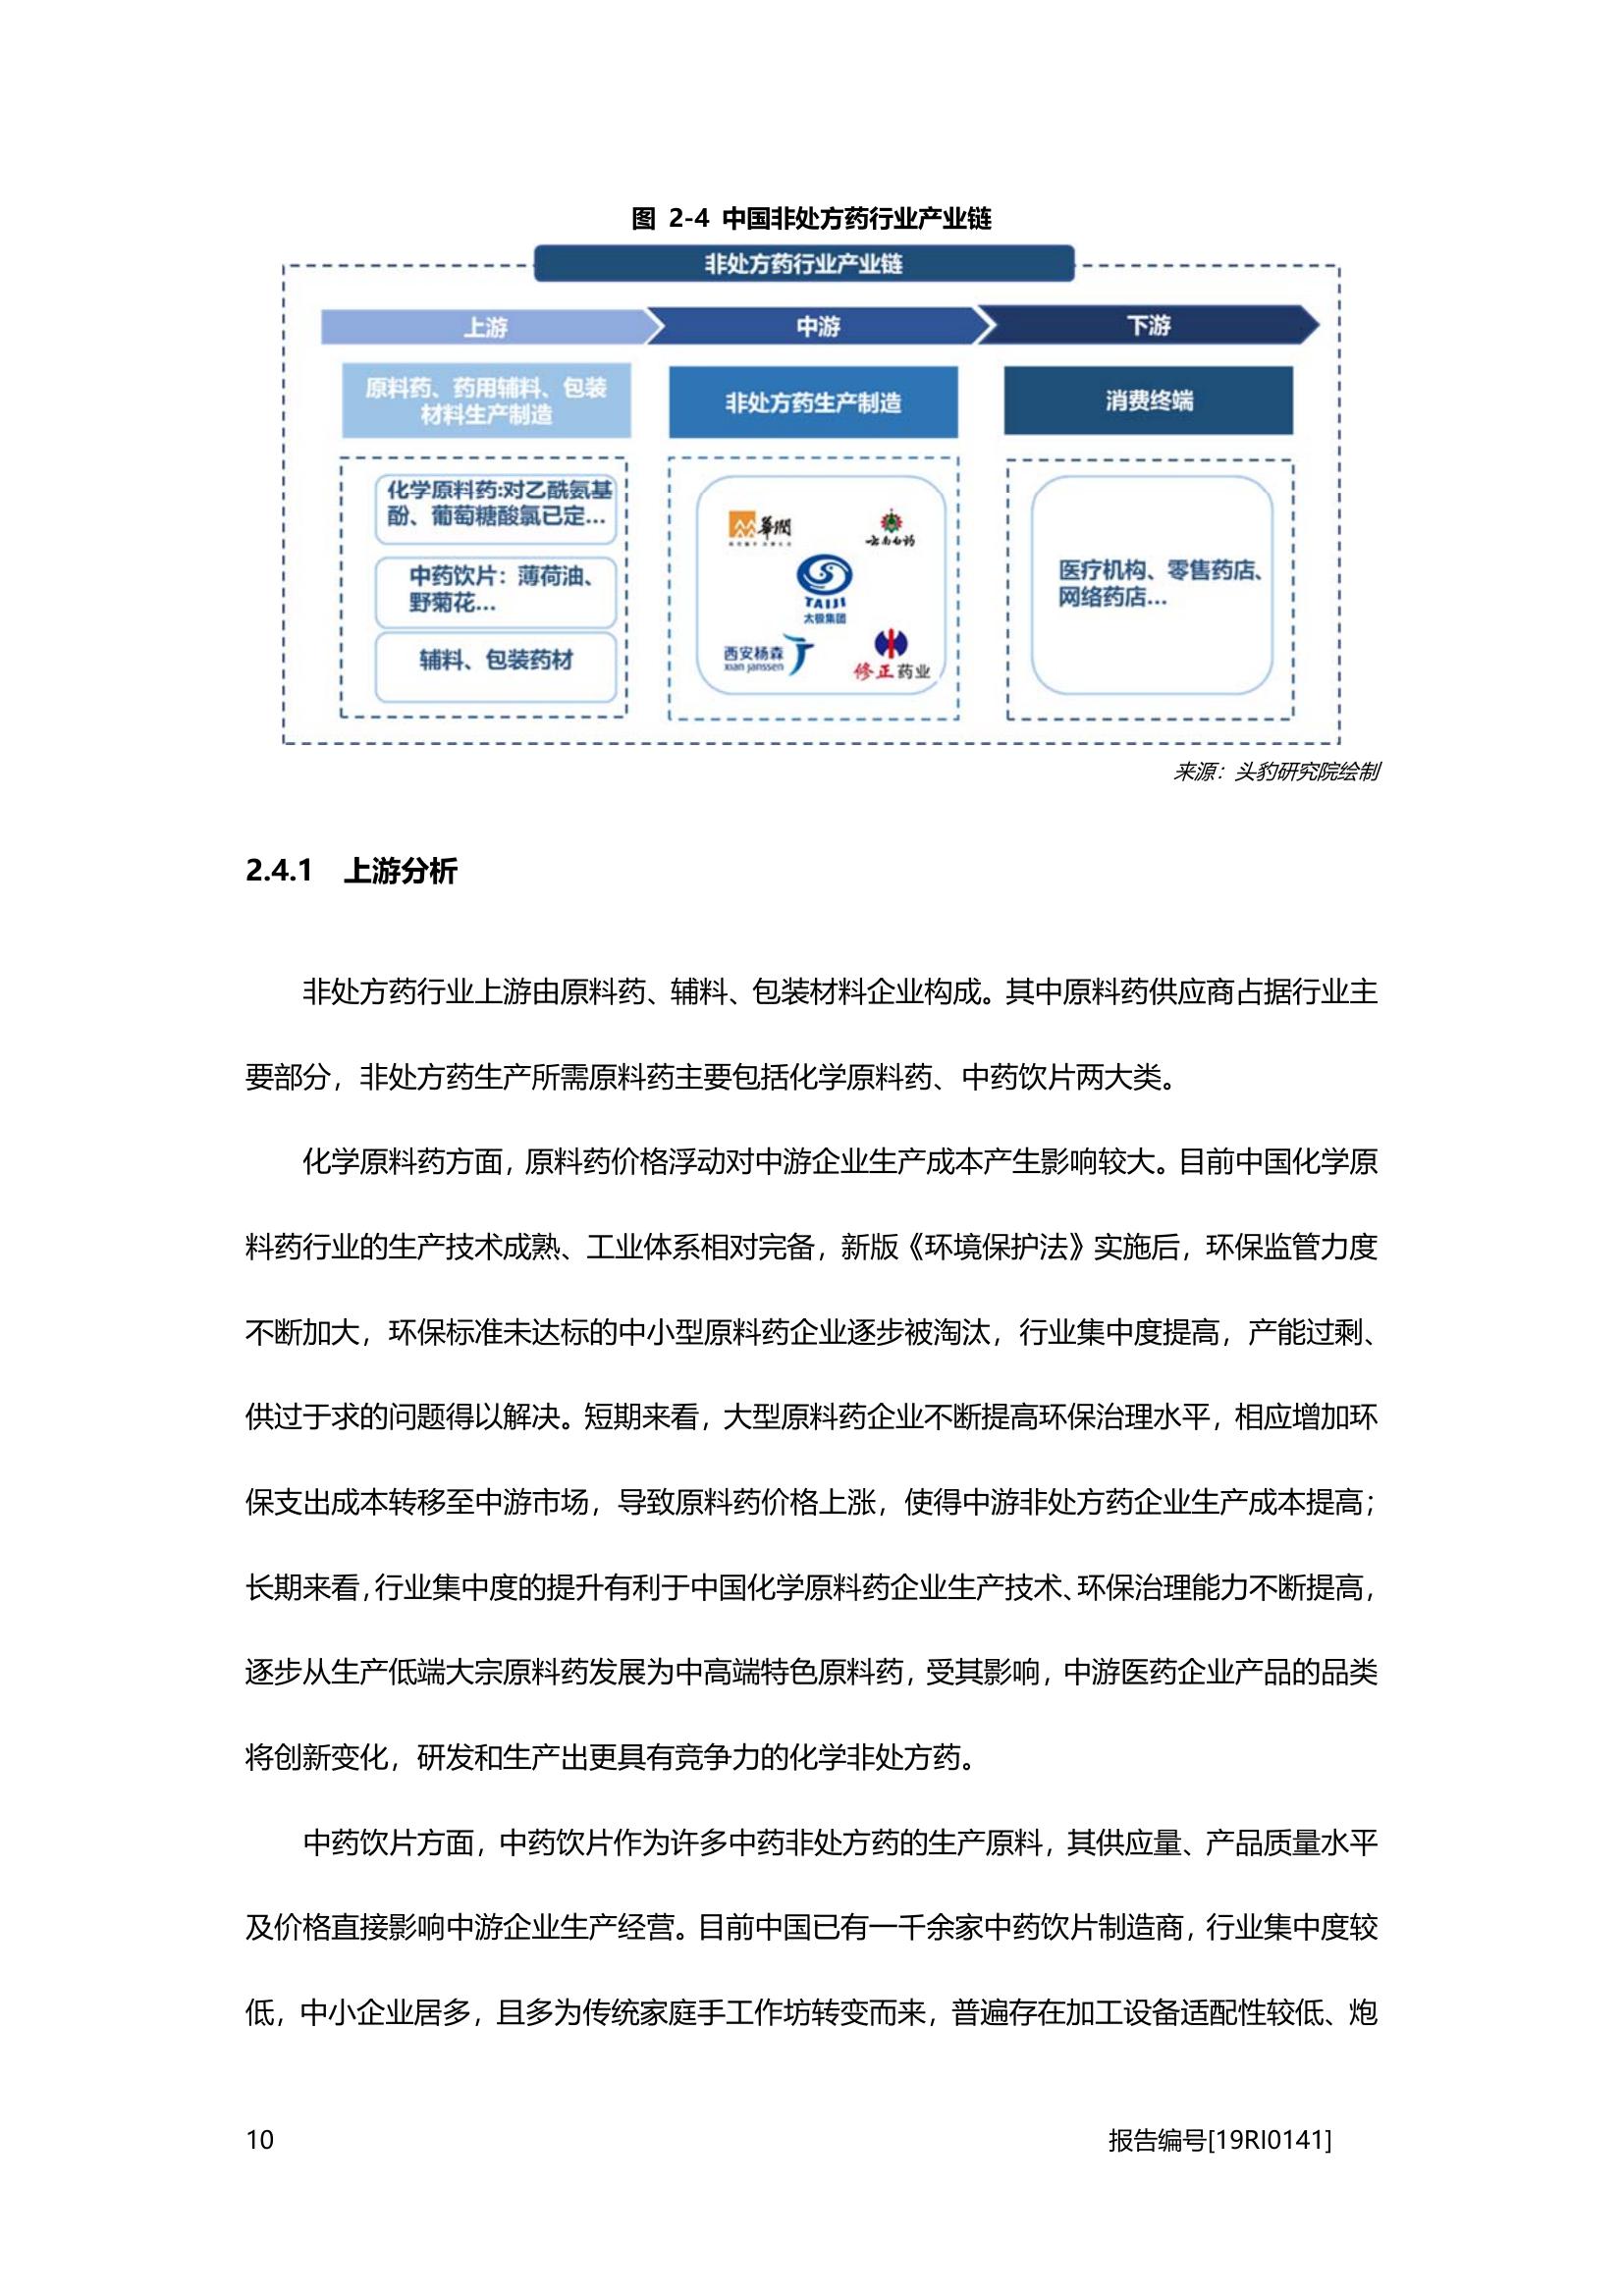 图 2-4 中国非处方药行业产业链
非处方药行业产业链
上游
中游
下游
原料药、药用辅料、包装
材料生产制造
非处方药生产制造
消费终端
化学原料药:对乙酰氨基
酚、葡萄糖酸氯已定...
中药饮片：薄荷油、
野菊花...
辅料、包装药材
華潤
云南白药
TAIJI
太极集团
西安杨森
xian janssen
修正药业
医疗机构、零售药店、
网络药店...
来源：头豹研究院绘制
2.4.1 上游分析
非处方药行业上游由原料药、辅料、包装材料企业构成。其中原料药供应商占据行业主
要部分，非处方药生产所需原料药主要包括化学原料药、中药饮片两大类。
化学原料药方面，原料药价格浮动对中游企业生产成本产生影响较大。目前中国化学原
料药行业的生产技术成熟、工业体系相对完备，新版《环境保护法》实施后，环保监管力度
不断加大，环保标准未达标的中小型原料药企业逐步被淘汰，行业集中度提高，产能过剩、
供过于求的问题得以解决。短期来看，大型原料药企业不断提高环保治理水平，相应增加环
保支出成本转移至中游市场，导致原料药价格上涨，使得中游非处方药企业生产成本提高；
长期来看，行业集中度的提升有利于中国化学原料药企业生产技术、环保治理能力不断提高，
逐步从生产低端大宗原料药发展为中高端特色原料药，受其影响，中游医药企业产品的品类
将创新变化，研发和生产出更具有竞争力的化学非处方药。
中药饮片方面，中药饮片作为许多中药非处方药的生产原料，其供应量、产品质量水平
及价格直接影响中游企业生产经营。目前中国已有一千余家中药饮片制造商，行业集中度较
低，中小企业居多，且多为传统家庭手工作坊转变而来，普遍存在加工设备适配性较低、炮
10
报告编号[19RI0141]